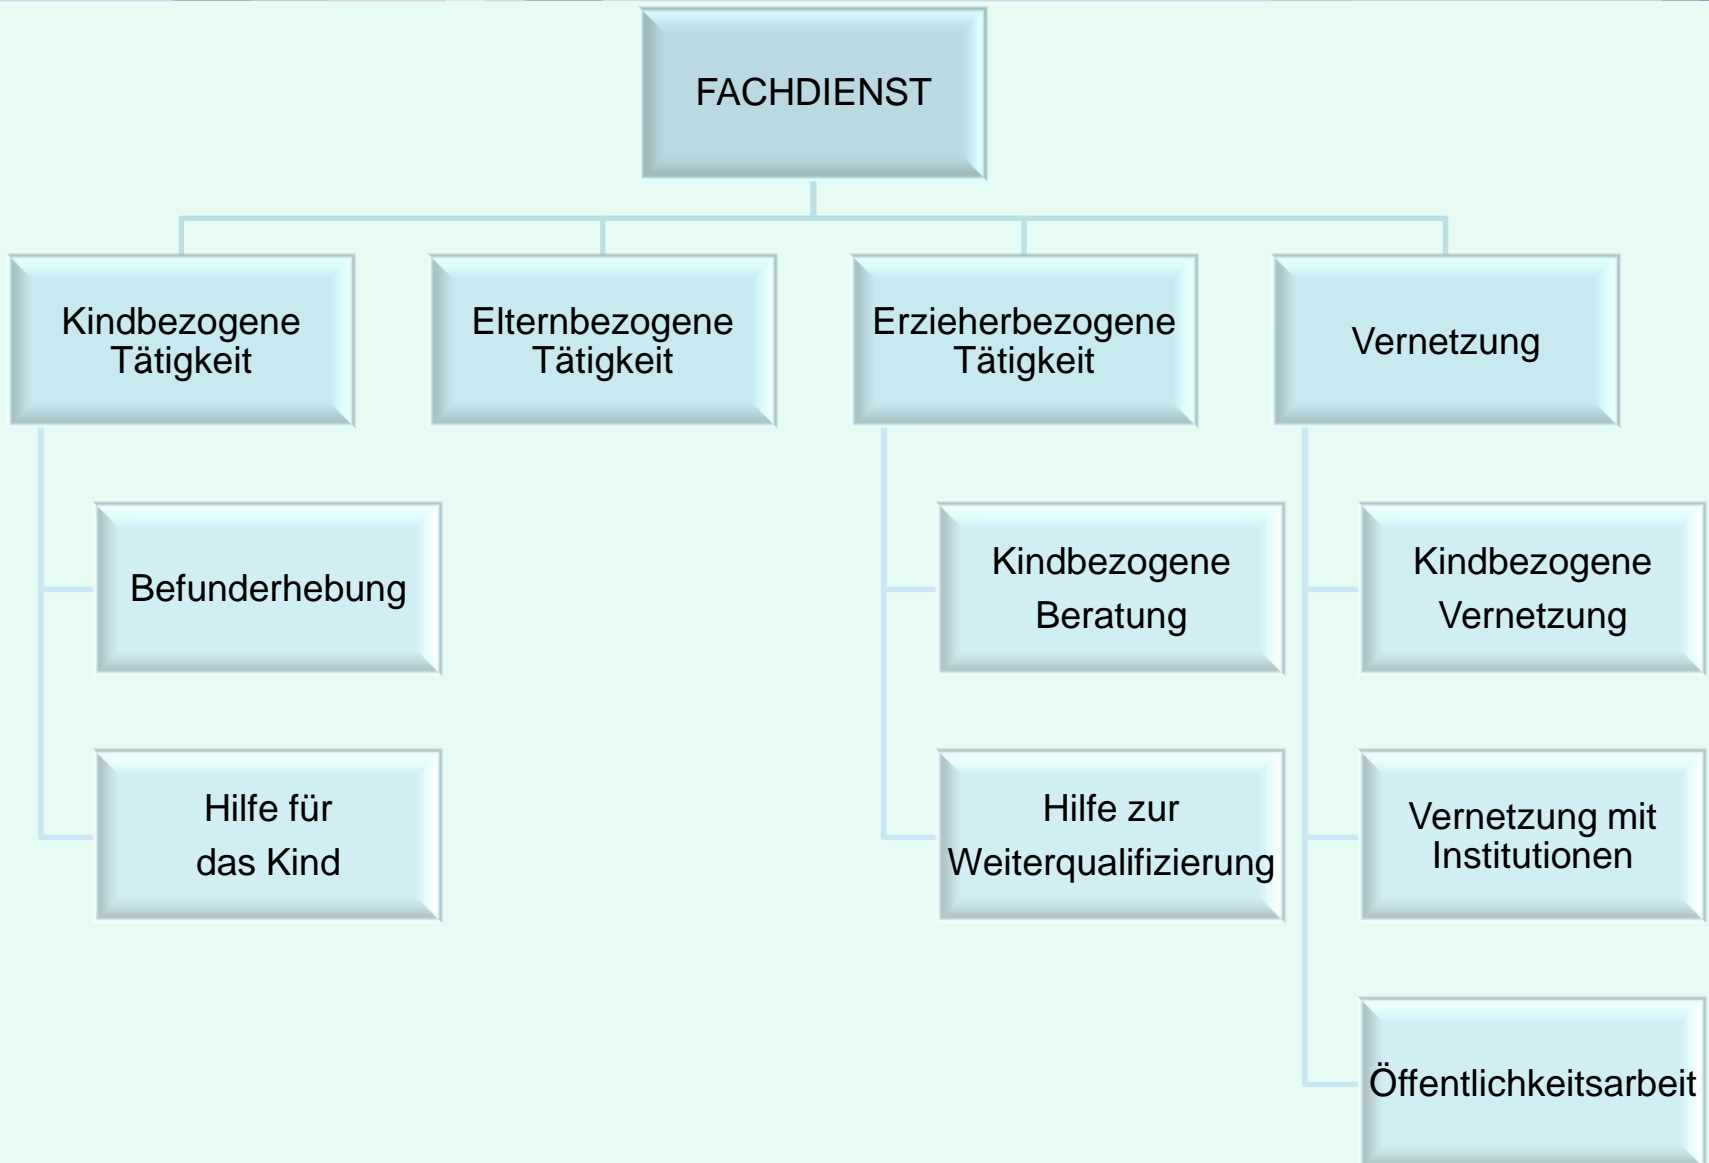 FACHDIENST
Kindbezogene
Tätigkeit
Elternbezogene
Tätigkeit
Erzieherbezogene
Tätigkeit
Vernetzung
Befunderhebung
Kindbezogene
Beratung
Kindbezogene
Vernetzung
Hilfe für
das Kind
Hilfe zur
Weiterqualifizierung
Vernetzung mit
Institutionen
Öffentlichkeitsarbeit